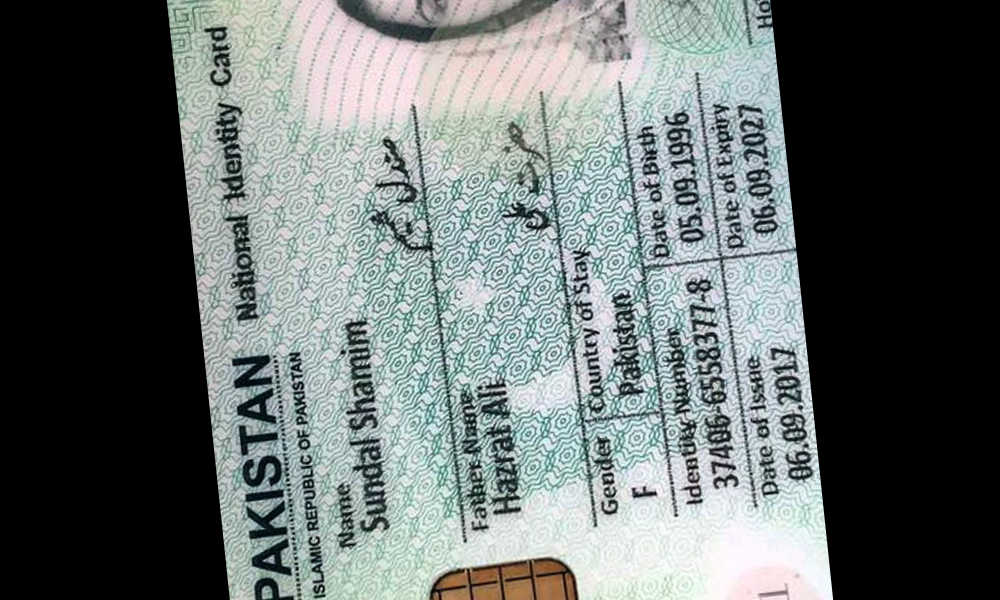 PAKISTAN National Identity Card
ISLAMIC REPUBLIC OF PAKISTAN
Name
Sundal Shamim
صندل شمیم
Father Name
Hazrat Ali
حضرت علی
Gender Country of Stay
F Pakistan
Identity Number Date of Birth
37406-6558377-8 05.09.1996
Date of Issue Date of Expiry
06.09.2017 06.09.2027